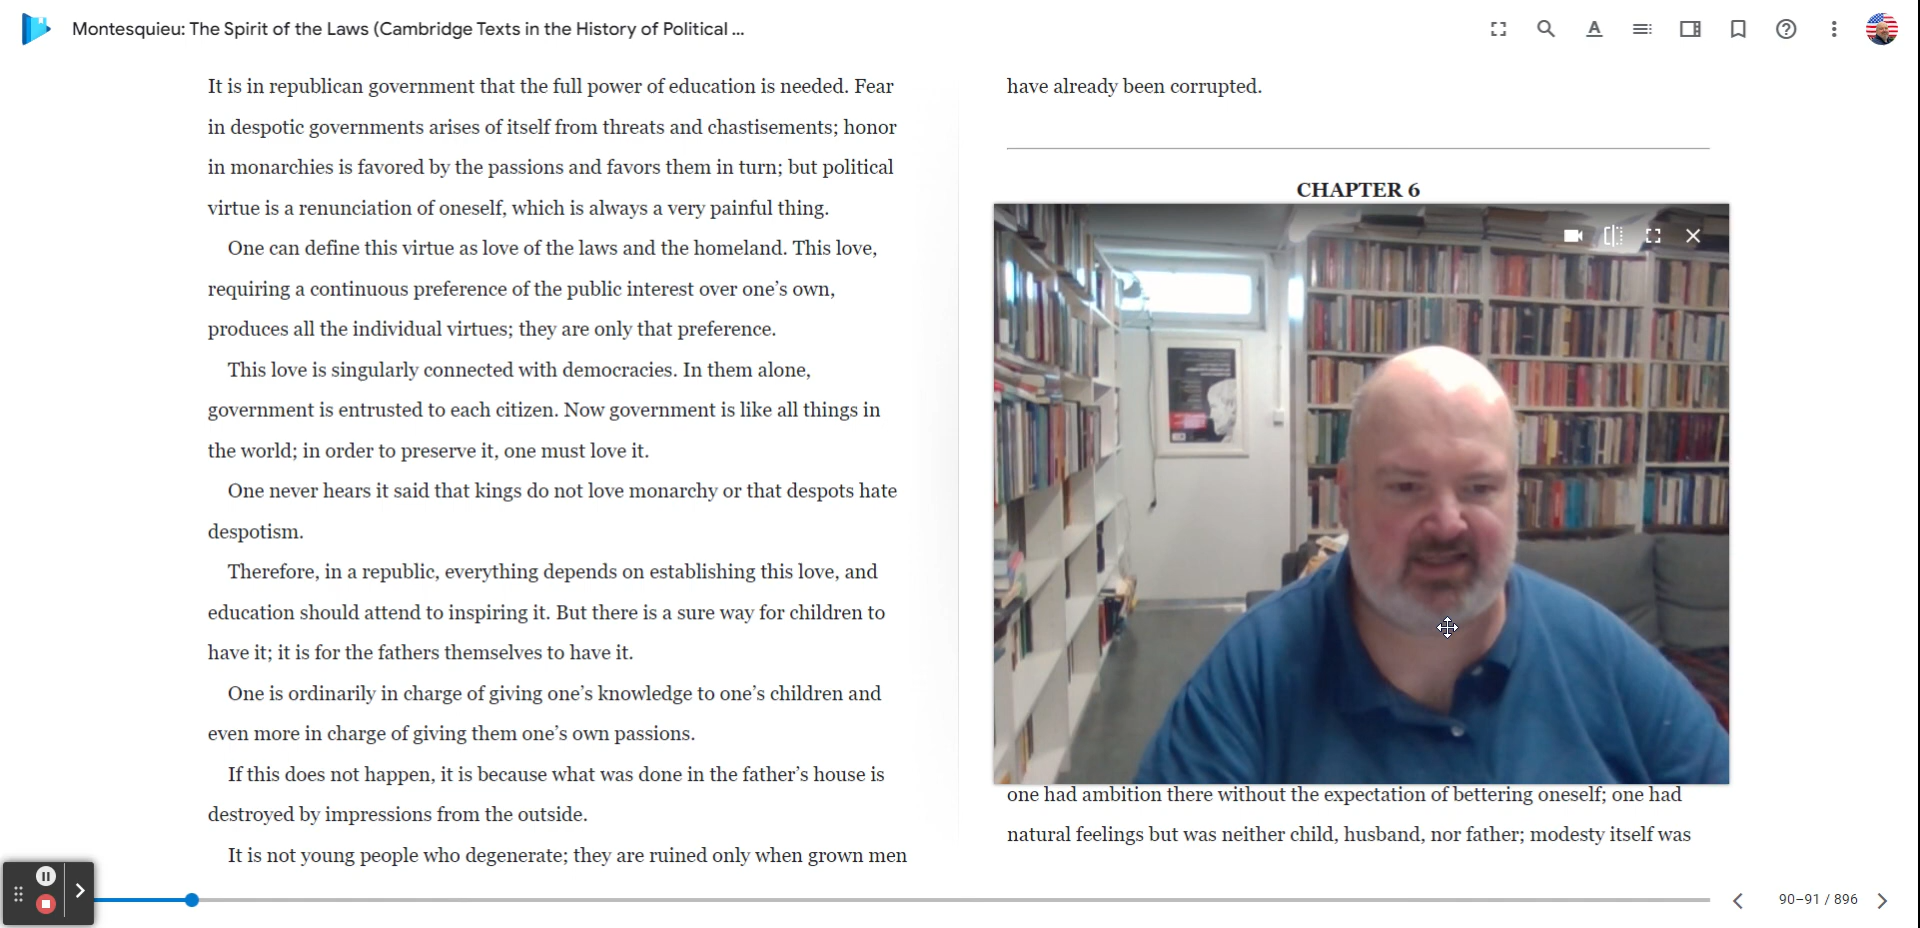 Montesquieu: The Spirit of the Laws (Cambridge Texts in the History of Political ...
It is in republican government that the full power of education is needed. Fear
in despotic governments arises of itself from threats and chastisements; honor
in monarchies is favored by the passions and favors them in turn; but political
virtue is a renunciation of oneself, which is always a very painful thing.
One can define this virtue as love of the laws and the homeland. This love,
requiring a continuous preference of the public interest over one’s own,
produces all the individual virtues; they are only that preference.
This love is singularly connected with democracies. In them alone,
government is entrusted to each citizen. Now government is like all things in
the world; in order to preserve it, one must love it.
One never hears it said that kings do not love monarchy or that despots hate
despotism.
Therefore, in a republic, everything depends on establishing this love, and
education should attend to inspiring it. But there is a sure way for children to
have it; it is for the fathers themselves to have it.
One is ordinarily in charge of giving one’s knowledge to one’s children and
even more in charge of giving them one’s own passions.
If this does not happen, it is because what was done in the father’s house is
destroyed by impressions from the outside.
It is not young people who degenerate; they are ruined only when grown men
have already been corrupted.
CHAPTER 6
one had ambition there without the expectation of bettering oneself; one had
natural feelings but was neither child, husband, nor father; modesty itself was
90–91 / 896